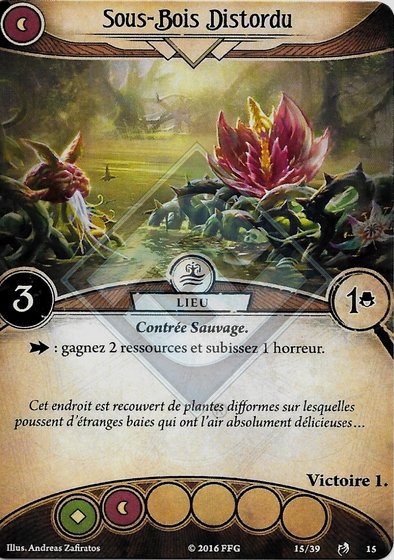 Sous-Bois Distordu
3
Lieu
1
Contrée Sauvage.
: gagnez 2 ressources et subissez 1 horreur.
Cet endroit est recouvert de plantes difformes sur lesquelles
poussent d'étranges baies qui ont l'air absolument délicieuses…
Victoire 1.
Illus. Andreas Zafiratos © 2016 FFG 15/39 15